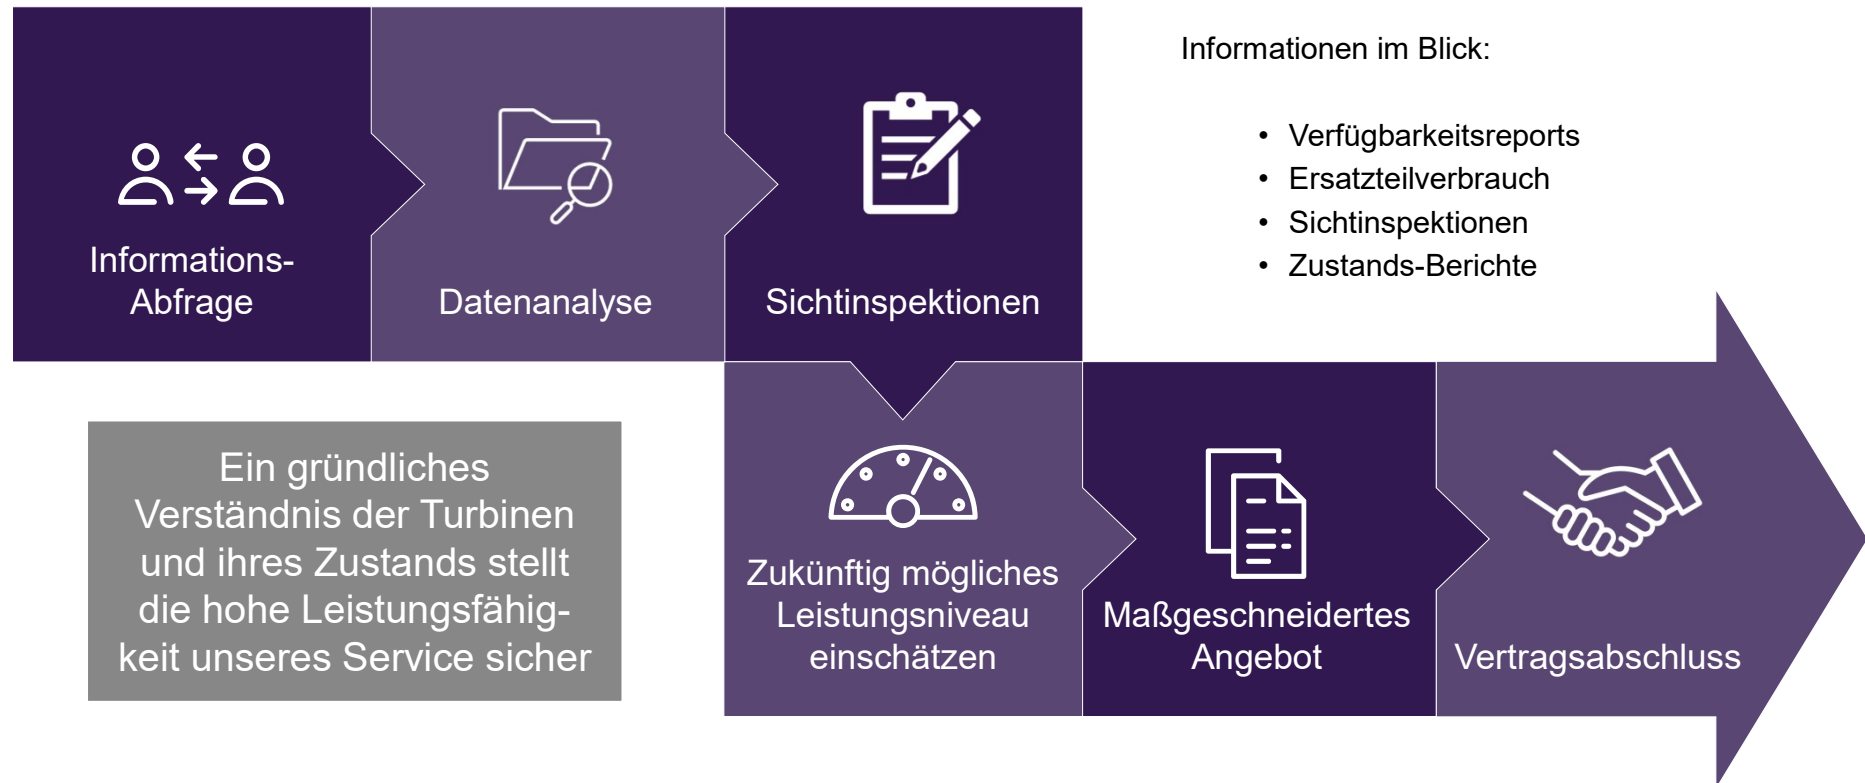 Informationen im Blick:
• Verfügbarkeitsreports
• Ersatzteilverbrauch
• Sichtinspektionen
• Zustands-Berichte
Informations-
Abfrage
Datenanalyse
Sichtinspektionen
Ein gründliches
Verständnis der Turbinen
und ihres Zustands stellt
die hohe Leistungsfähig-
keit unseres Service sicher
Zukünftig mögliches
Leistungsniveau
einschätzen
Maßgeschneidertes
Angebot
Vertragsabschluss